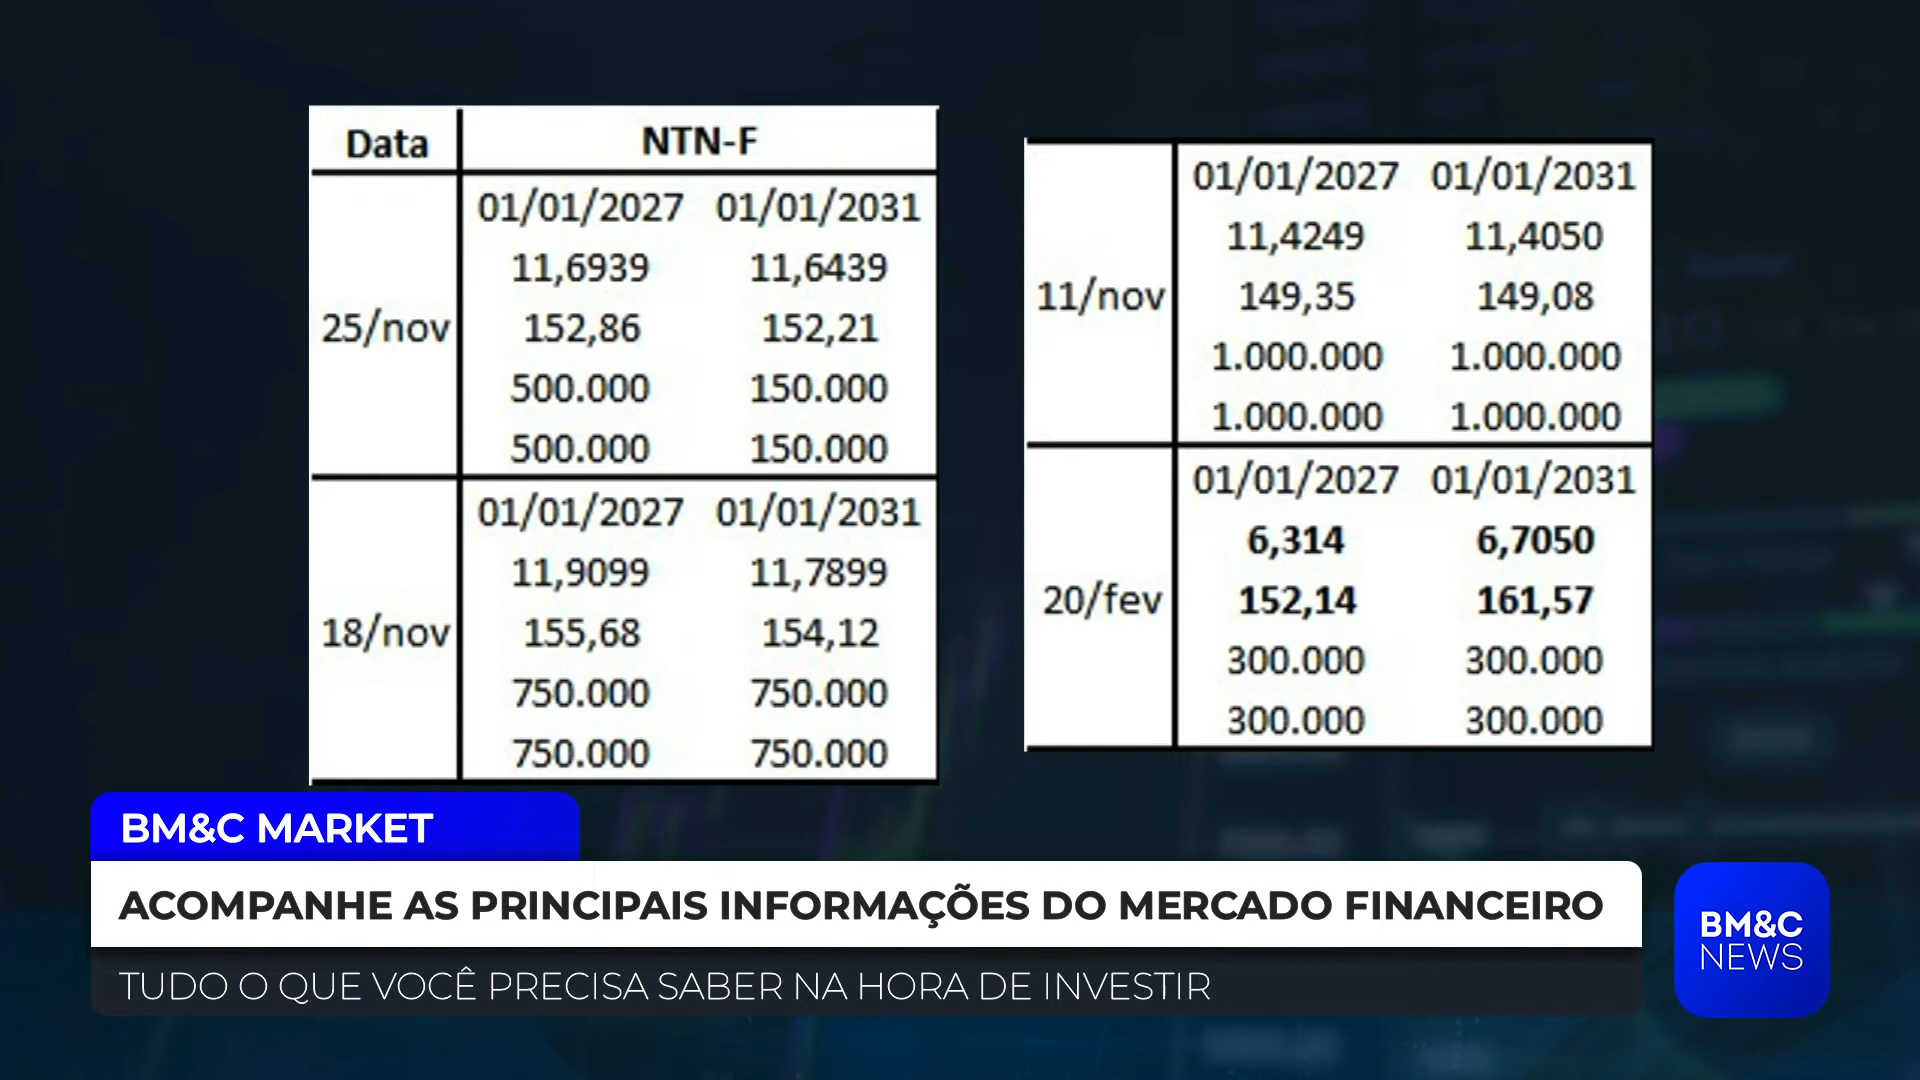 Data NTN-F
01/01/2027 01/01/2031
11,6939 11,6439
25/nov 152,86 152,21
500.000 150.000
500.000 150.000
01/01/2027 01/01/2031
11,9099 11,7899
18/nov 155,68 154,12
750.000 750.000
750.000 750.000
01/01/2027 01/01/2031
11,4249 11,4050
11/nov 149,35 149,08
1.000.000 1.000.000
1.000.000 1.000.000
01/01/2027 01/01/2031
6,314 6,7050
20/fev 152,14 161,57
300.000 300.000
300.000 300.000
BM&C MARKET
ACOMPANHE AS PRINCIPAIS INFORMAÇÕES DO MERCADO FINANCEIRO
TUDO O QUE VOCÊ PRECISA SABER NA HORA DE INVESTIR
BM&C
NEWS